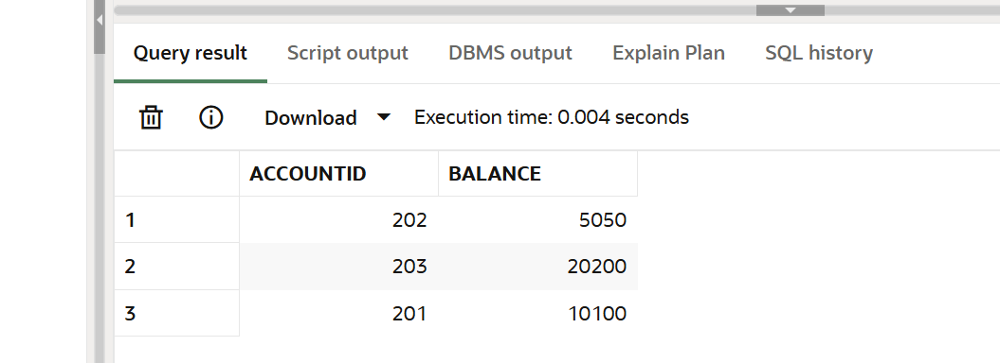 Query result Script output DBMS output Explain Plan SQL history
Download Execution time: 0.004 seconds
ACCOUNTID BALANCE
1 202 5050
2 203 20200
3 201 10100